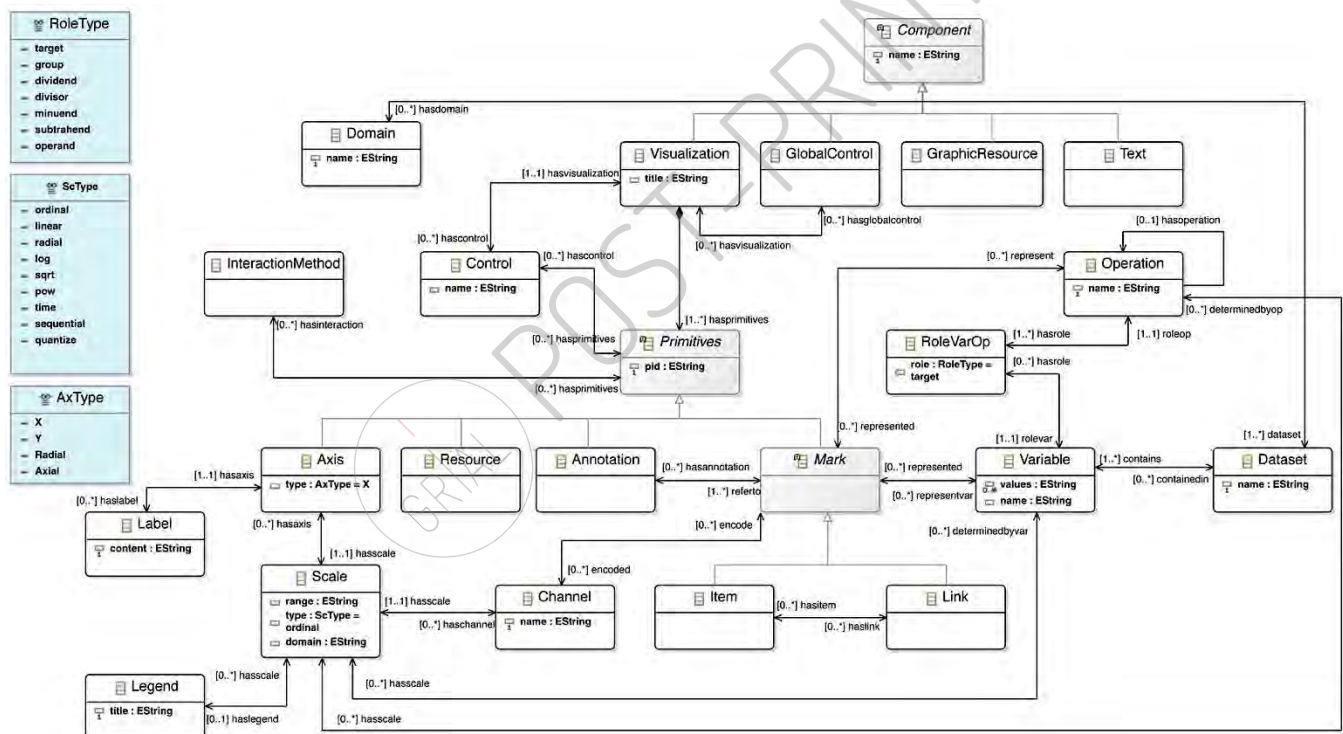 RoleType
target
group
dividend
divisor
minuend
subtrahend
operand
ScType
ordinal
linear
radial
log
sqrt
pow
time
sequential
quantize
AxType
X
Y
Radial
Axial
POST-PRINT
GRIAL
Component
name : EString
[0..*] hasdomain
Domain
name : EString
Visualization
title : EString
GlobalControl
GraphicResource
Text
[1..1] hasvisualization
[0..*] hasglobalcontrol
[0..*] hasvisualization
[0..1] hasoperation
[0..*] hascontrol
[0..*] hascontrol
InteractionMethod
Control
name : EString
[0..*] represent
Operation
name : EString
[0..*] determinedbyop
[0..*] hasinteraction
[1..*] hasprimitives
[0..*] hasprimitives
[0..*] hasprimitives
Primitives
pid : EString
[1..*] hasrole
[1..1] roleop
RoleVarOp
role : RoleType =
target
[0..*] hasrole
[0..*] represented
[1..1] rolevar
[1..*] dataset
Axis
type : AxType = X
Resource
Annotation
Mark
Variable
values : EString
0..*
name : EString
Dataset
name : EString
[1..1] hasaxis
[0..*] haslabel
[0..*] hasannotation
[1..*] referto
[0..*] represented
[0..*] representvar
[1..*] contains
[0..*] containedin
Label
content : EString
[0..*] hasaxis
[1..1] hasscale
[0..*] encode
[0..*] encoded
[0..*] determinedbyvar
Scale
range : EString
type : ScType =
ordinal
domain : EString
[1..1] hasscale
[0..*] haschannel
Channel
name : EString
Item
[0..*] hasitem
[0..*] haslink
Link
[0..*] hasscale
[0..*] hasscale
[0..*] hasscale
Legend
title : EString
[0..1] haslegend